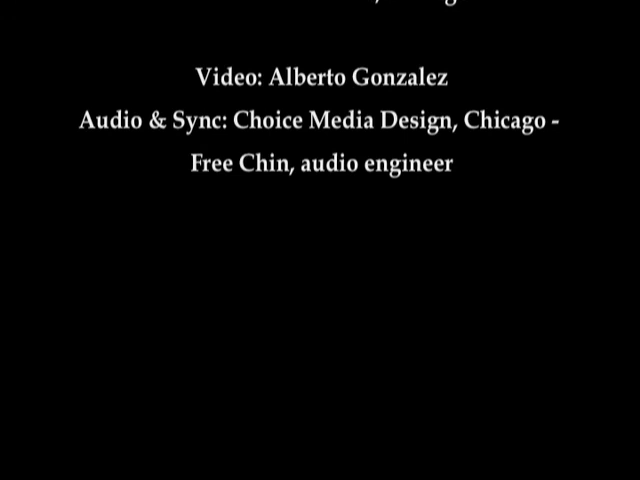 Video: Alberto Gonzalez
Audio & Sync: Choice Media Design, Chicago -
Free Chin, audio engineer